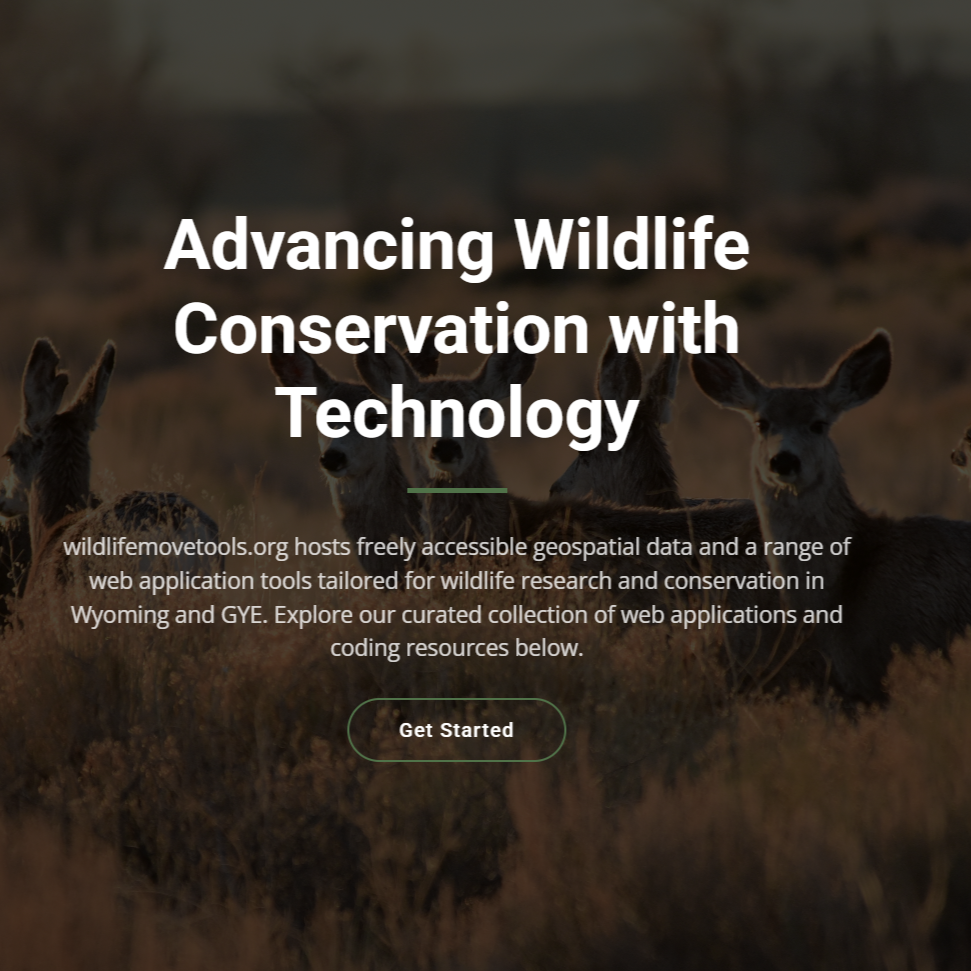 Advancing Wildlife
Conservation with
Technology
wildlifemovetools.org hosts freely accessible geospatial data and a range of
web application tools tailored for wildlife research and conservation in
Wyoming and GYE. Explore our curated collection of web applications and
coding resources below.
Get Started